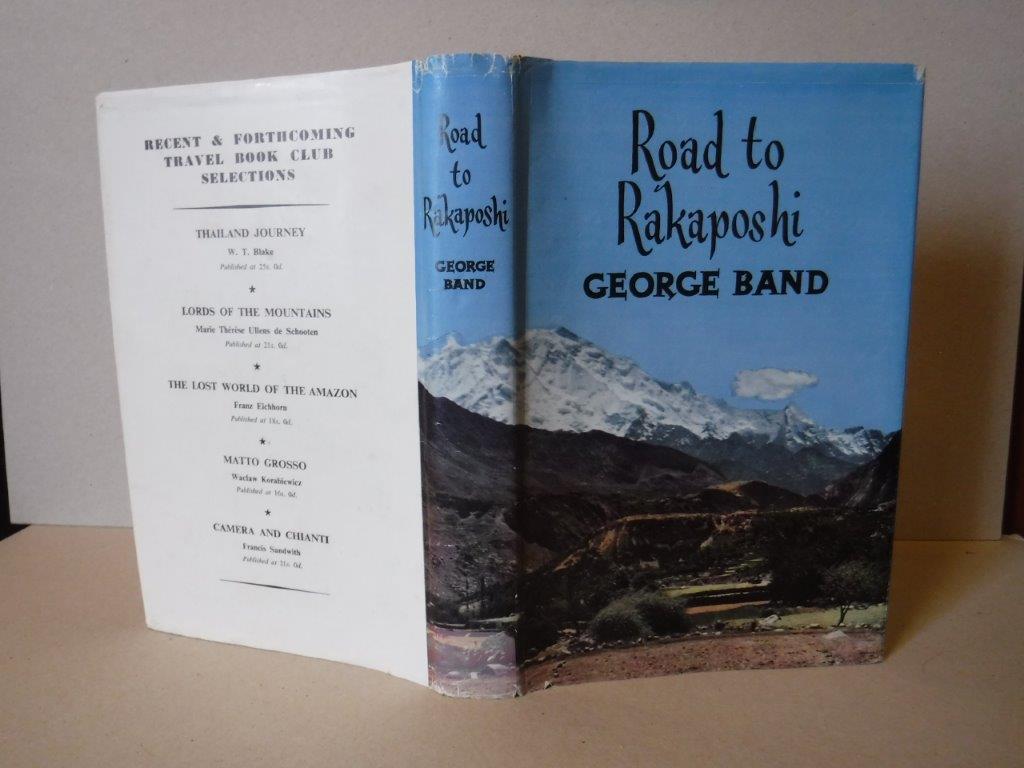 RECENT & FORTHCOMING
TRAVEL BOOK CLUB
SELECTIONS
THAILAND JOURNEY
W. T. Blake
Published at 25s. 0d.
★
LORDS OF THE MOUNTAINS
Marie Thérèse Ullens de Schooten
Published at 21s. 0d.
★
THE LOST WORLD OF THE AMAZON
Franz Eichhorn
Published at 18s. 0d.
★
MATTO GROSSO
Waclaw Korabiewicz
Published at 16s. 0d.
★
CAMERA AND CHIANTI
Francis Sandwith
Published at 21s. 0d.
Road
to
Rakaposhi
GEORGE
BAND
Road to
Rakaposhi
GEORGE BAND